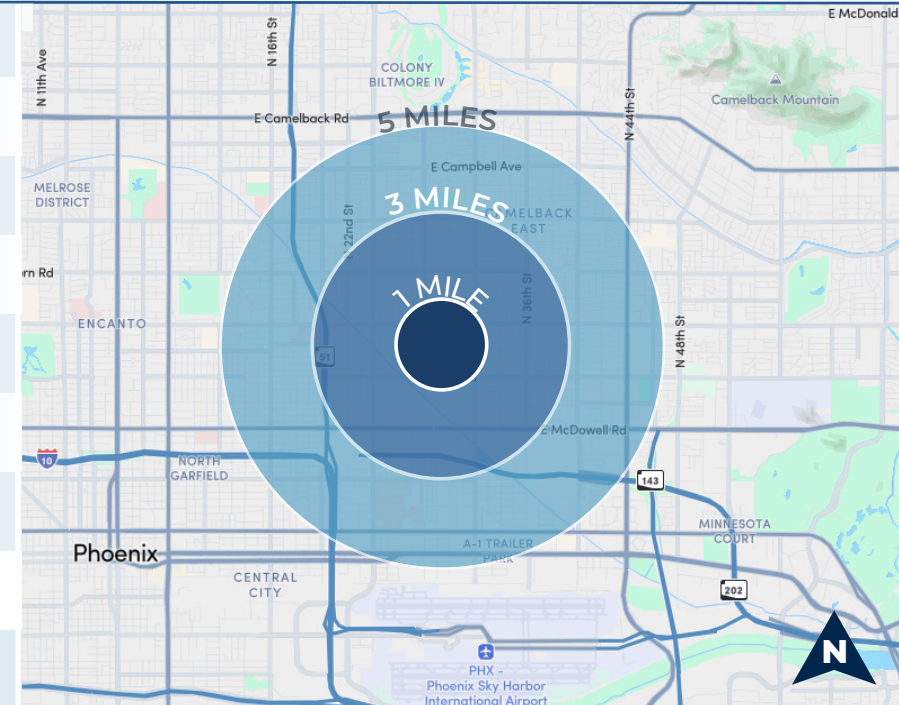 E McDonald
N 16th St
N 11th Ave
COLONY
BILTMORE IV
Camelback Mountain
N 44th St
E Camelback Rd
5 MILES
E Campbell Ave
MELROSE
DISTRICT
3 MILES
MELBACK
EAST
N 22nd St
rn Rd
1 MILE
N 36th St
ENCANTO
N 48th St
51
E McDowell Rd
10
NORTH
GARFIELD
143
MINNESOTA
COURT
A-1 TRAILER
PARK
Phoenix
CENTRAL
CITY
202
N
PHX -
Phoenix Sky Harbor
International Airport